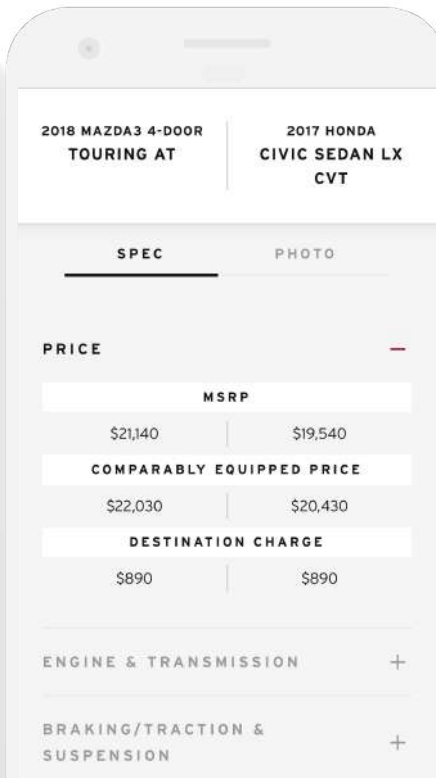 2018 MAZDA3 4-DOOR
TOURING AT
2017 HONDA
CIVIC SEDAN LX
CVT
SPEC PHOTO
PRICE
MSRP
$21,140 $19,540
COMPARABLY EQUIPPED PRICE
$22,030 $20,430
DESTINATION CHARGE
$890 $890
ENGINE & TRANSMISSION
BRAKING/TRACTION &
SUSPENSION